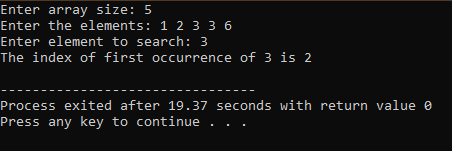 Enter array size: 5
Enter the elements: 1 2 3 3 6
Enter element to search: 3
The index of first occurrence of 3 is 2
--------------------------------
Process exited after 19.37 seconds with return value 0
Press any key to continue . . .